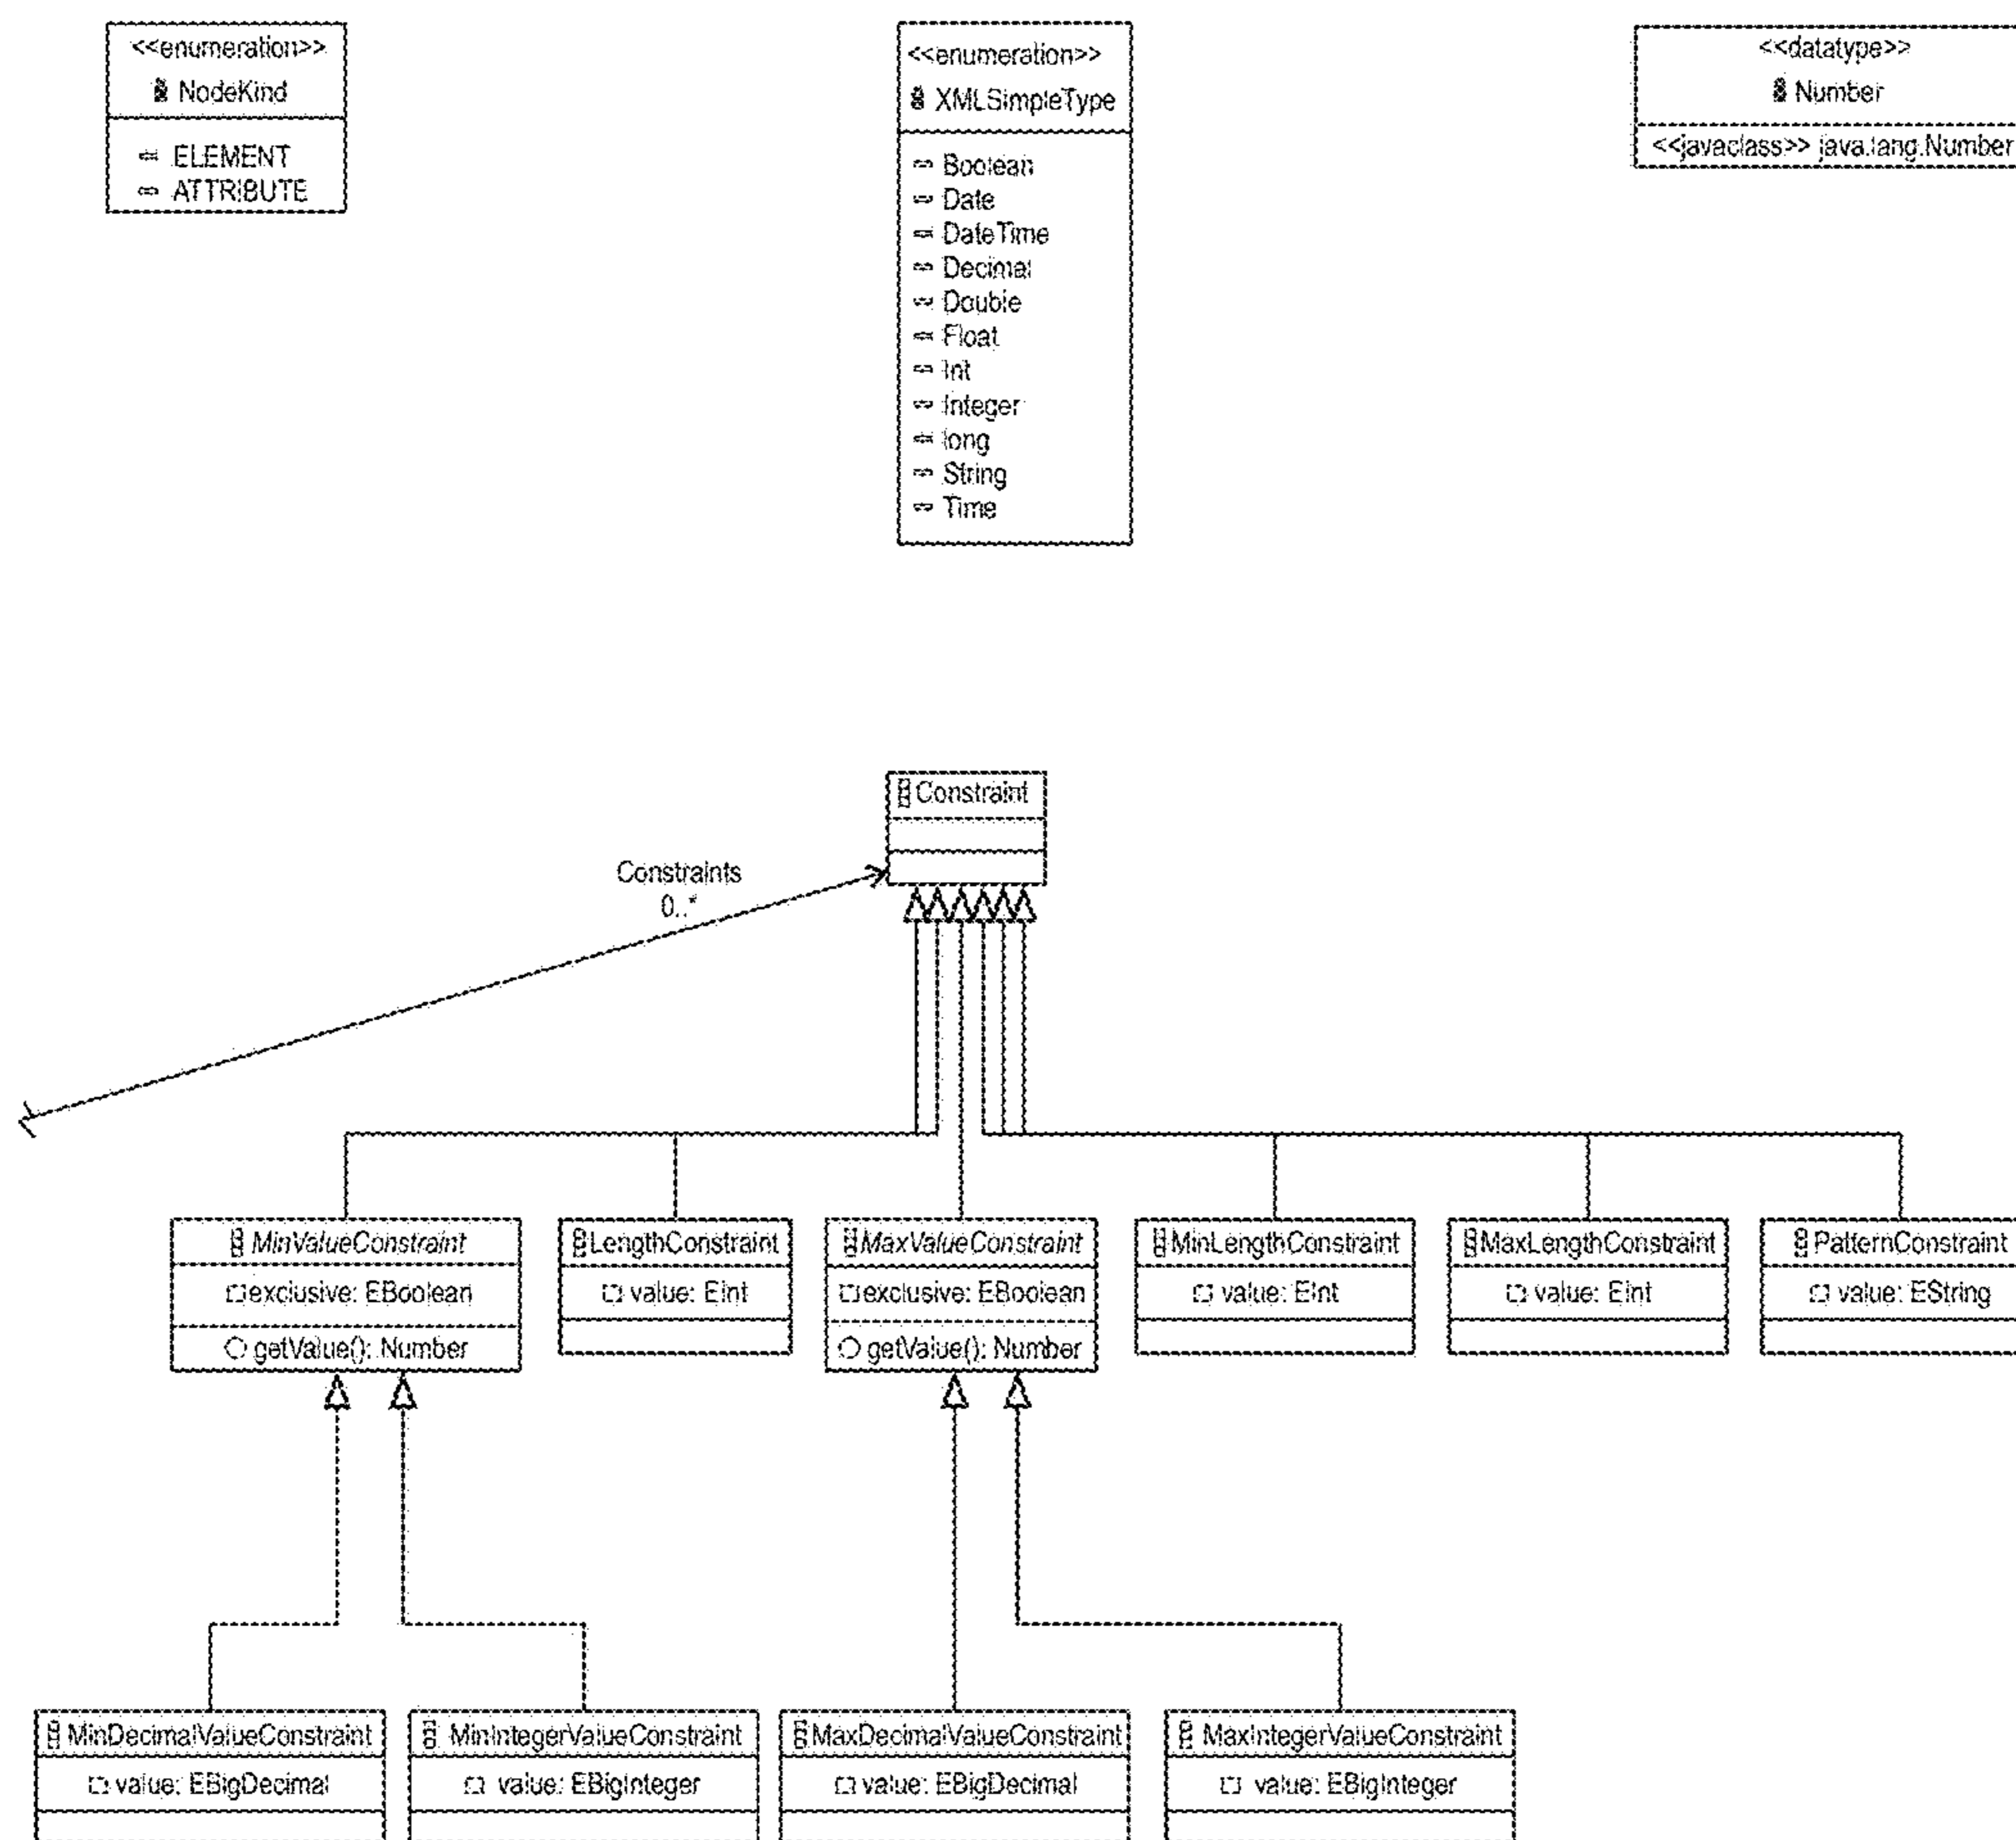 <<enumeration>>
NodeKind
ELEMENT
ATTRIBUTE
<<enumeration>>
XMLSimpleType
Boolean
Date
DateTime
Decimal
Double
Float
Int
Integer
long
String
Time
<<datatype>>
Number
<<javaclass>> java.lang.Number
Constraint
Constraints
0..*
MinValueConstraint
exclusive: EBoolean
getValue(): Number
LengthConstraint
value: EInt
MaxValueConstraint
exclusive: EBoolean
getValue(): Number
MinLengthConstraint
value: EInt
MaxLengthConstraint
value: EInt
PatternConstraint
value: EString
MinDecimalValueConstraint
value: EBigDecimal
MinIntegerValueConstraint
value: EBigInteger
MaxDecimalValueConstraint
value: EBigDecimal
MaxIntegerValueConstraint
value: EBigInteger